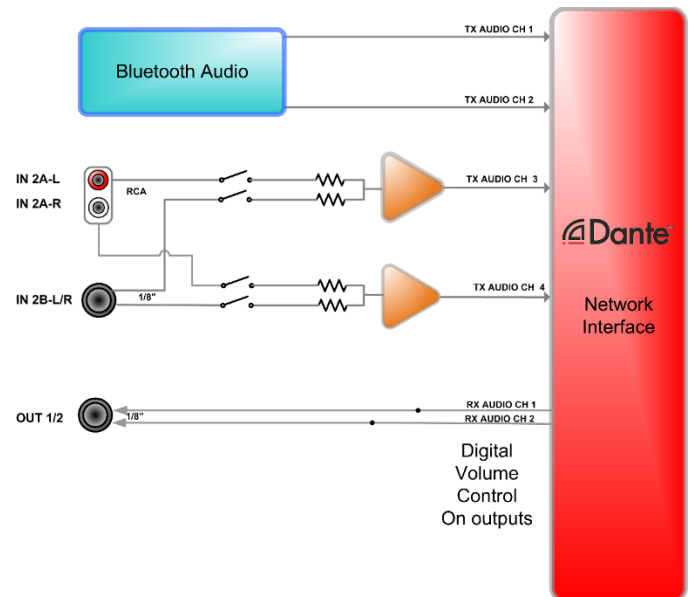 TX AUDIO CH 1
Bluetooth Audio
TX AUDIO CH 2
IN 2A-L
RCA
TX AUDIO CH 3
IN 2A-R
Dante™
IN 2B-L/R
1/8"
TX AUDIO CH 4
Network
Interface
OUT 1/2
1/8"
RX AUDIO CH 1
RX AUDIO CH 2
Digital
Volume
Control
On outputs